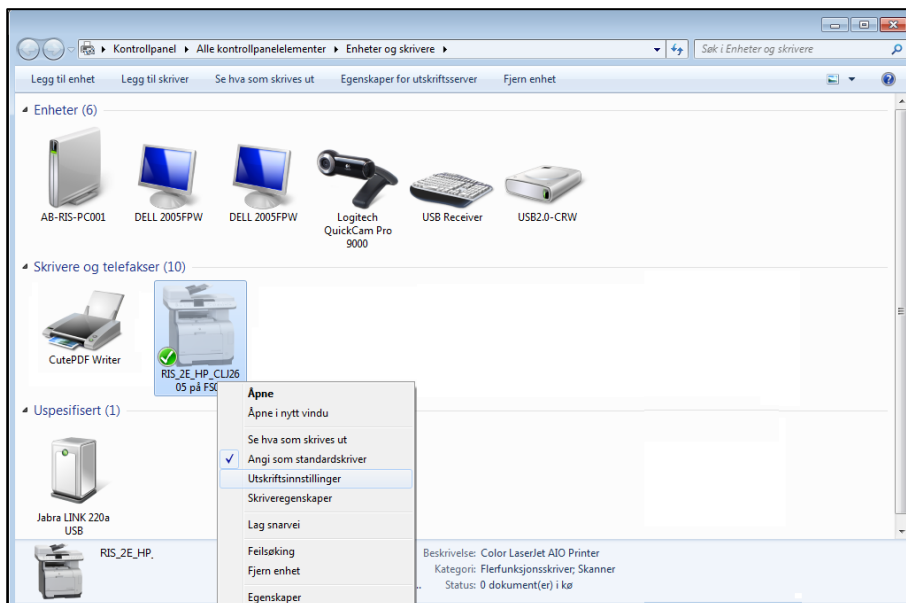 Kontrollpanel ▸ Alle kontrollpanelelementer ▸ Enheter og skrivere
Søk i Enheter og skrivere
Legg til enhet Legg til skriver Se hva som skrives ut Egenskaper for utskriftsserver Fjern enhet
Enheter (6)
AB-RIS-PC001 DELL 2005FPW DELL 2005FPW Logitech USB Receiver USB2.0-CRW
QuickCam Pro
9000
Skrivere og telefakser (10)
CutePDF Writer
RIS_2E_HP_CLJ26
05 på
Åpne
Åpne i nytt vindu
Se hva som skrives ut
Angi som standardskriver
Utskriftsinnstillinger
Skriveregenskaper
Lag snarvei
Feilsøking
Fjern enhet
Egenskaper
Uspesifisert (1)
Jabra LINK 220a
USB
RIS_2E_HP_
Beskrivelse: Color LaserJet AIO Printer
Kategori: Flerfunksjonsskriver; Skanner
Status: 0 dokument(er) i kø